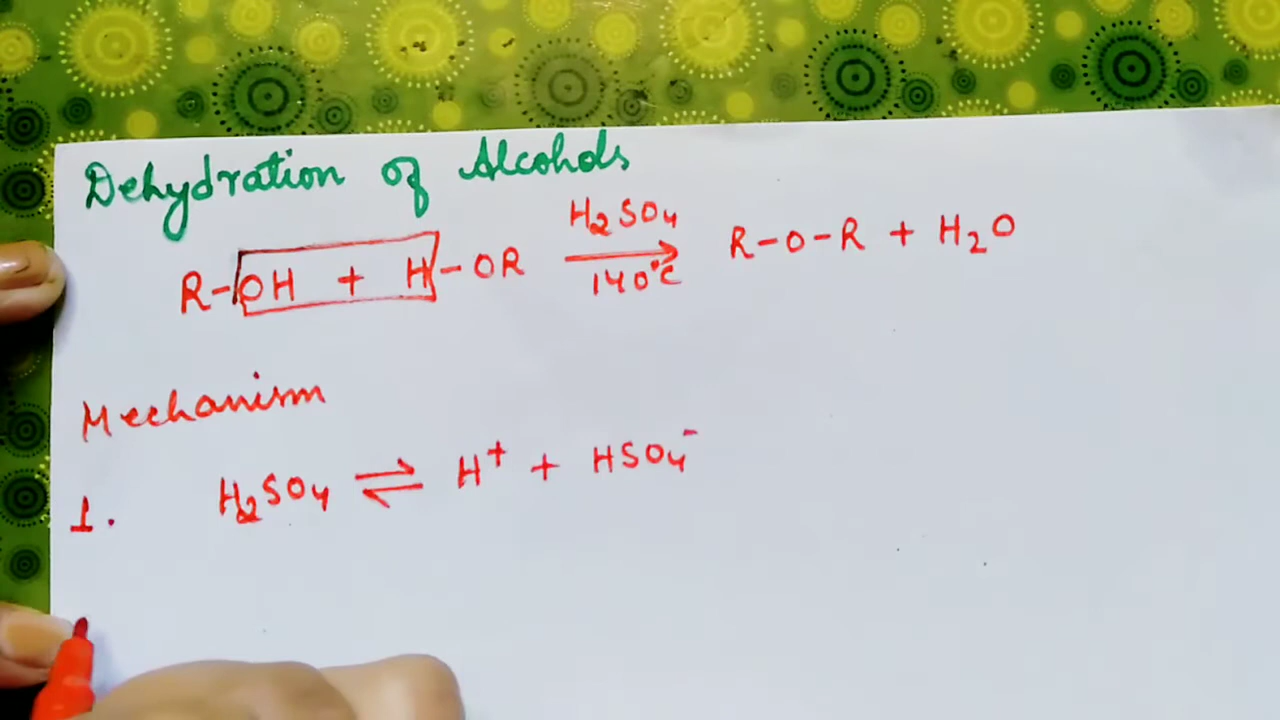 Dehydration of Alcohols
R-OH + H-OR H₂SO₄ 140°C R-O-R + H₂O
Mechanism
1. H₂SO₄ ⇌ H⁺ + HSO₄⁻